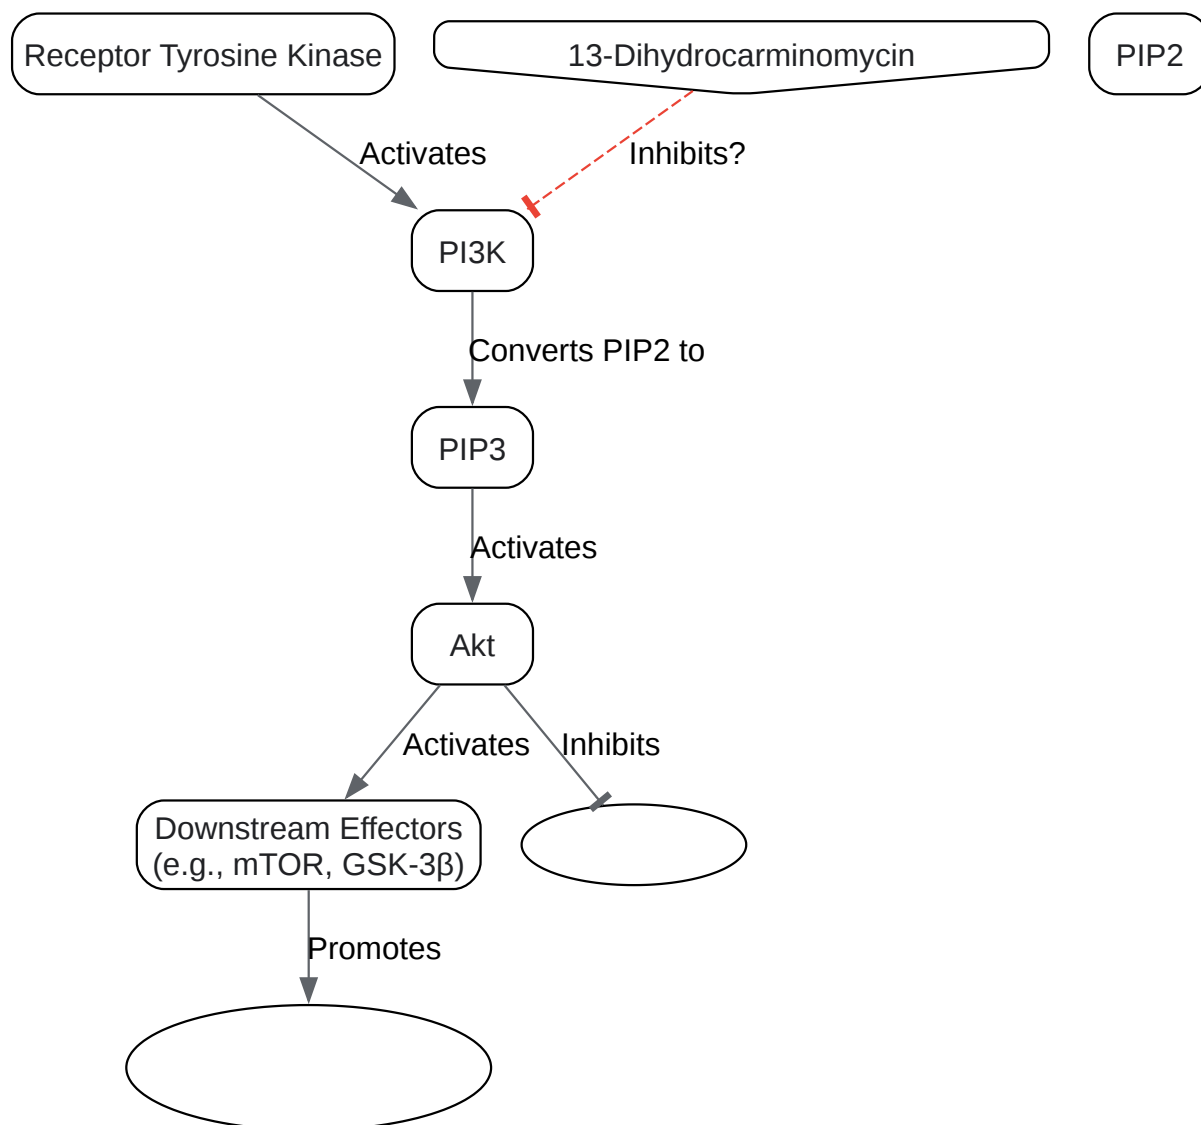 Receptor Tyrosine Kinase
13-Dihydrocarminomycin
PIP2
Activates
Inhibits?
PI3K
Converts PIP2 to
PIP3
Activates
Akt
Activates
Inhibits
Downstream Effectors
(e.g., mTOR, GSK-3β)
Promotes